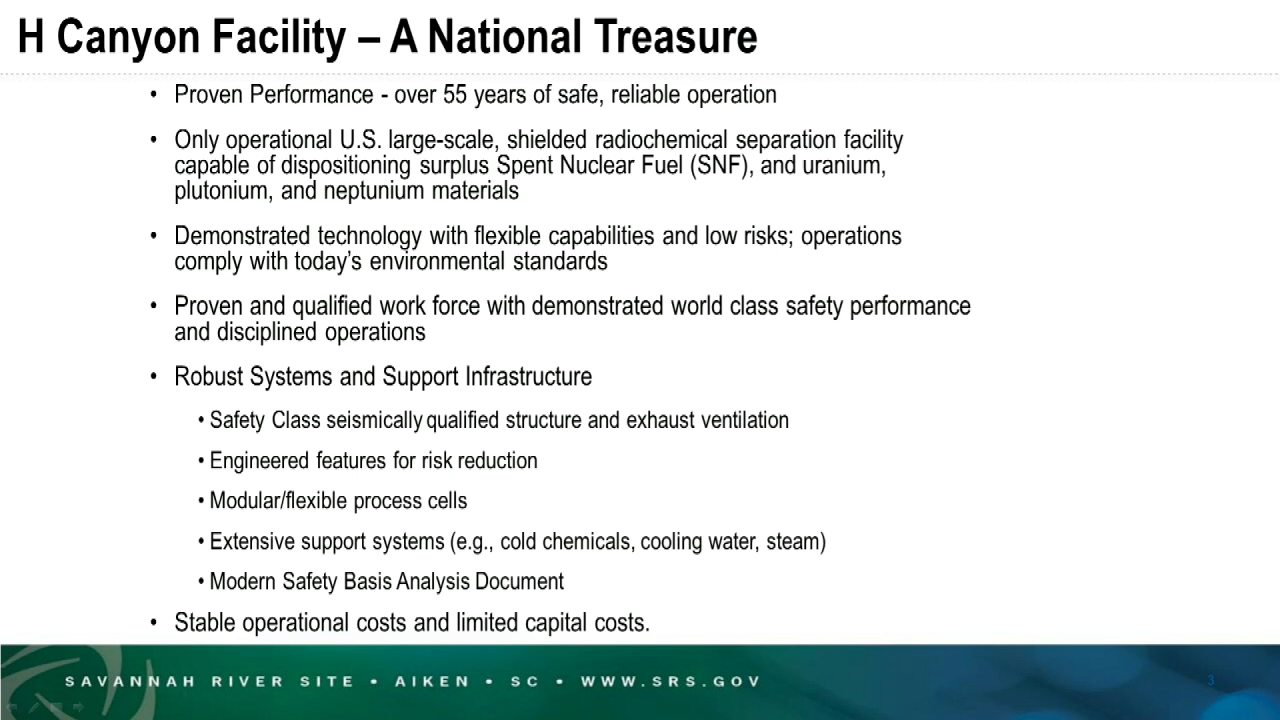 H Canyon Facility – A National Treasure
• Proven Performance - over 55 years of safe, reliable operation
• Only operational U.S. large-scale, shielded radiochemical separation facility
capable of dispositioning surplus Spent Nuclear Fuel (SNF), and uranium,
plutonium, and neptunium materials
• Demonstrated technology with flexible capabilities and low risks; operations
comply with today’s environmental standards
• Proven and qualified work force with demonstrated world class safety performance
and disciplined operations
• Robust Systems and Support Infrastructure
• Safety Class seismically qualified structure and exhaust ventilation
• Engineered features for risk reduction
• Modular/flexible process cells
• Extensive support systems (e.g., cold chemicals, cooling water, steam)
• Modern Safety Basis Analysis Document
• Stable operational costs and limited capital costs.
SAVANNAH RIVER SITE • AIKEN • SC • WWW.SRS.GOV
3